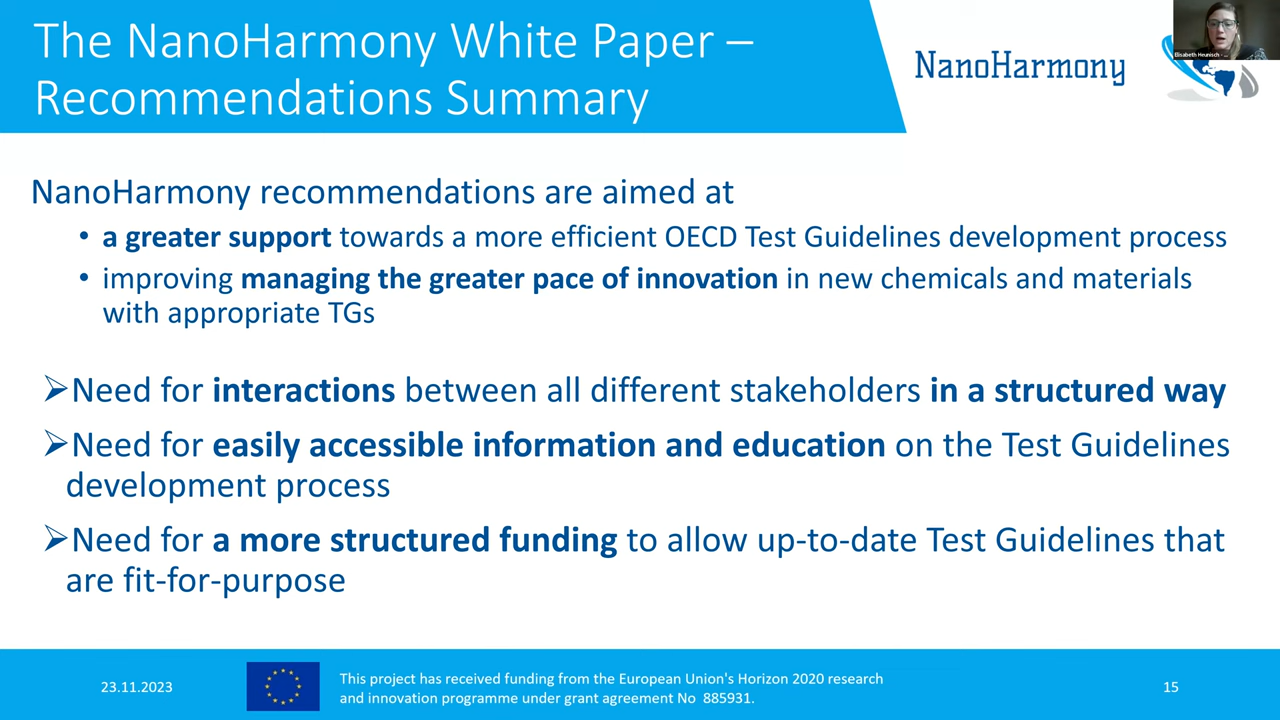 The NanoHarmony White Paper –
Recommendations Summary
NanoHarmony
Elisabeth Heunisch
NanoHarmony recommendations are aimed at
• a greater support towards a more efficient OECD Test Guidelines development process
• improving managing the greater pace of innovation in new chemicals and materials
with appropriate TGs
➢Need for interactions between all different stakeholders in a structured way
➢Need for easily accessible information and education on the Test Guidelines
development process
➢Need for a more structured funding to allow up-to-date Test Guidelines that
are fit-for-purpose
23.11.2023
This project has received funding from the European Union's Horizon 2020 research
and innovation programme under grant agreement No 885931.
15